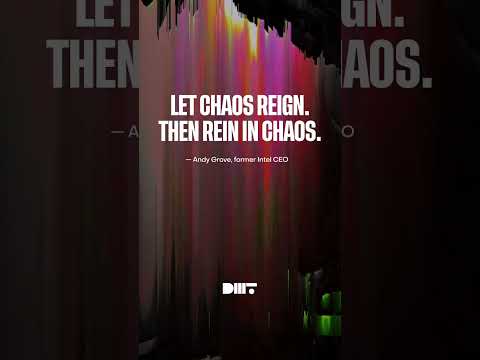 LET CHAOS REIGN.
THEN REIN IN CHAOS.
— Andy Grove, former Intel CEO